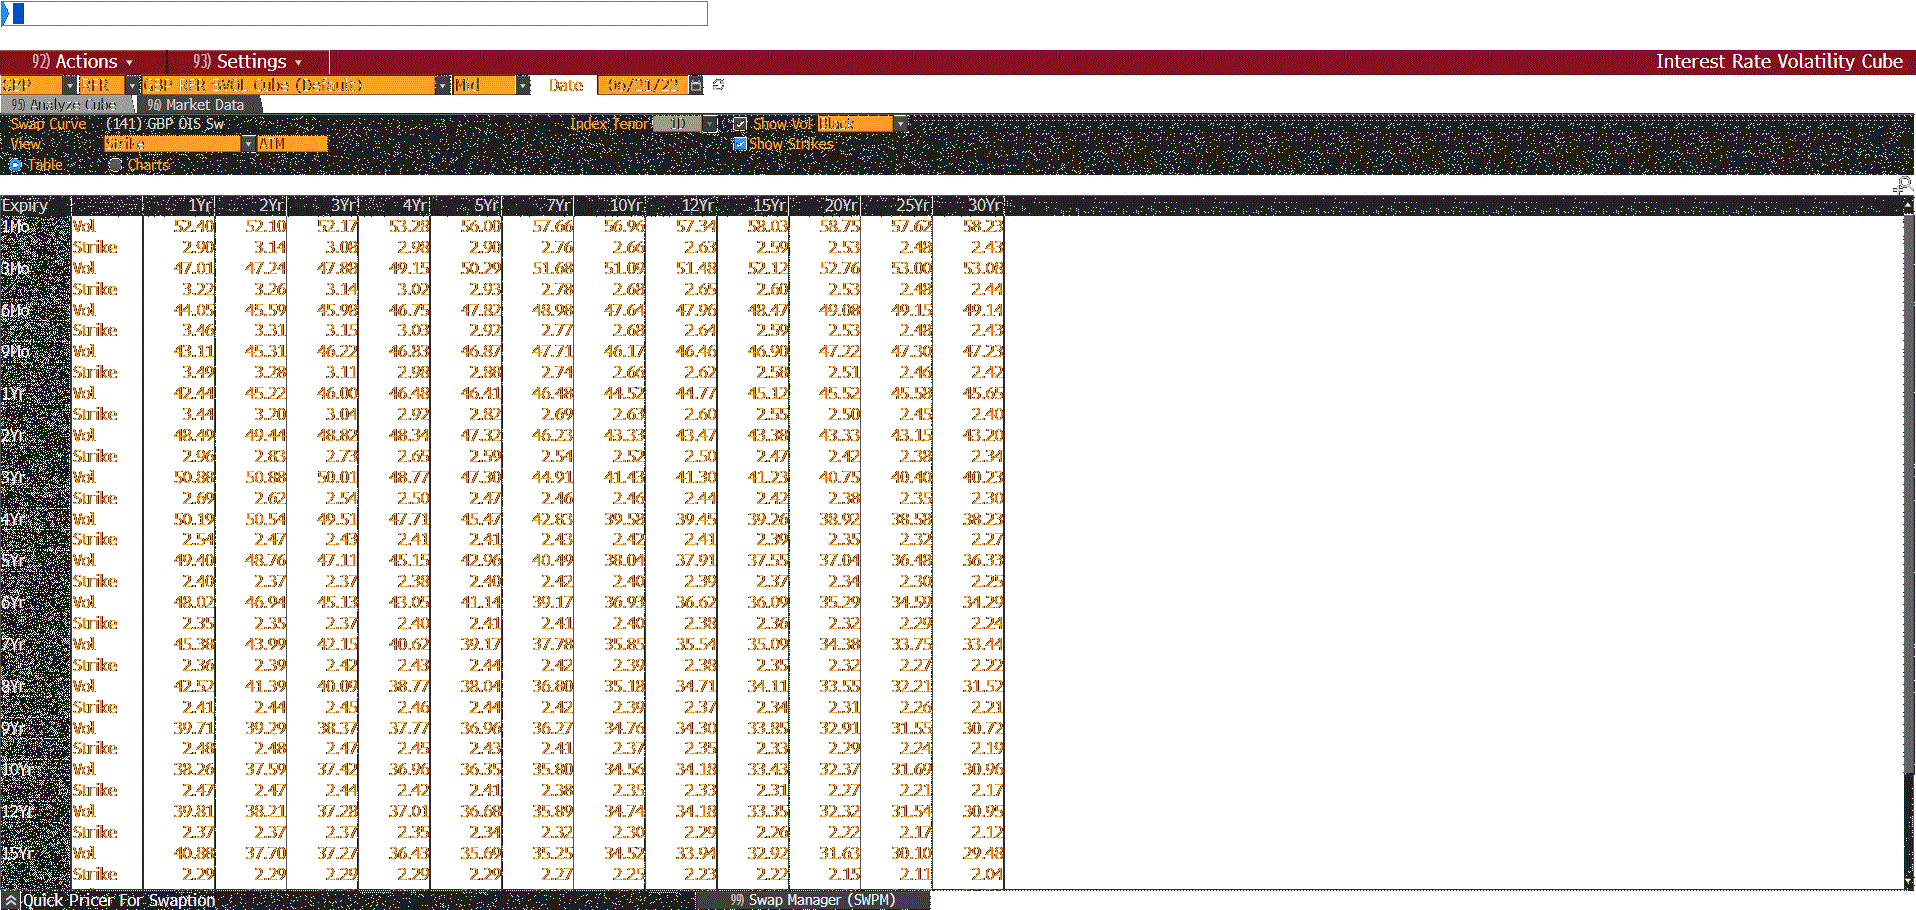 92) Actions 93) Settings Interest Rate Volatility Cube
GBP RFR GBP RFR BVOL Cube (Default) Mid Date 06/21/22
95) Analyze Cube 96) Market Data
Swap Curve (141) GBP OIS Sw Index Tenor 1D Show Vol Black
View Strike ATM Show Strikes
Table Charts
Expiry 1Yr 2Yr 3Yr 4Yr 5Yr 7Yr 10Yr 12Yr 15Yr 20Yr 25Yr 30Yr
1Mo Vol 52.40 52.10 52.17 53.28 56.00 57.66 56.96 57.34 58.03 58.75 57.62 58.23
Strike 2.90 3.14 3.08 2.98 2.90 2.76 2.66 2.63 2.59 2.53 2.48 2.43
3Mo Vol 47.01 47.24 47.88 49.15 50.29 51.68 51.09 51.48 52.12 52.76 53.00 53.08
Strike 3.22 3.26 3.14 3.02 2.93 2.78 2.68 2.65 2.60 2.53 2.48 2.44
6Mo Vol 44.05 45.59 45.98 46.75 47.82 48.98 47.64 47.96 48.47 49.08 49.15 49.14
Strike 3.46 3.31 3.15 3.03 2.92 2.77 2.68 2.64 2.59 2.53 2.48 2.43
9Mo Vol 43.11 45.31 46.22 46.83 46.87 47.71 46.17 46.46 46.90 47.22 47.30 47.23
Strike 3.49 3.28 3.11 2.98 2.88 2.74 2.66 2.62 2.58 2.51 2.46 2.42
1Yr Vol 42.44 45.22 46.00 46.48 46.41 46.48 44.52 44.77 45.12 45.52 45.58 45.65
Strike 3.44 3.20 3.04 2.92 2.82 2.69 2.63 2.60 2.55 2.50 2.45 2.40
2Yr Vol 48.49 49.44 48.82 48.34 47.32 46.23 43.33 43.47 43.38 43.33 43.15 43.20
Strike 2.96 2.83 2.73 2.65 2.59 2.54 2.52 2.50 2.47 2.42 2.38 2.34
3Yr Vol 50.88 50.88 50.01 48.77 47.30 44.91 41.43 41.30 41.23 40.75 40.40 40.23
Strike 2.69 2.62 2.54 2.50 2.47 2.46 2.46 2.44 2.42 2.38 2.35 2.30
4Yr Vol 50.19 50.54 49.51 47.71 45.47 42.83 39.58 39.45 39.26 38.92 38.58 38.23
Strike 2.54 2.47 2.43 2.41 2.41 2.43 2.42 2.41 2.39 2.35 2.32 2.27
5Yr Vol 49.40 48.76 47.11 45.15 42.96 40.49 38.04 37.91 37.55 37.04 36.48 36.33
Strike 2.40 2.37 2.37 2.38 2.40 2.42 2.40 2.39 2.37 2.34 2.30 2.25
6Yr Vol 48.02 46.94 45.13 43.05 41.14 39.17 36.93 36.62 36.09 35.29 34.59 34.29
Strike 2.35 2.35 2.37 2.40 2.41 2.41 2.40 2.38 2.36 2.32 2.29 2.24
7Yr Vol 45.38 43.99 42.15 40.62 39.17 37.78 35.85 35.54 35.09 34.38 33.75 33.44
Strike 2.36 2.39 2.42 2.43 2.44 2.42 2.39 2.38 2.35 2.32 2.27 2.22
8Yr Vol 42.52 41.39 40.09 38.77 38.04 36.80 35.18 34.71 34.11 33.55 32.21 31.52
Strike 2.41 2.44 2.45 2.46 2.44 2.42 2.39 2.37 2.34 2.31 2.26 2.21
9Yr Vol 39.71 39.29 38.37 37.77 36.96 36.27 34.76 34.30 33.85 32.91 31.55 30.72
Strike 2.48 2.48 2.47 2.45 2.43 2.41 2.37 2.35 2.33 2.29 2.24 2.19
10Yr Vol 38.26 37.59 37.42 36.96 36.35 35.80 34.56 34.18 33.43 32.37 31.69 30.96
Strike 2.47 2.47 2.44 2.42 2.41 2.38 2.35 2.33 2.31 2.27 2.21 2.17
12Yr Vol 39.81 38.21 37.28 37.01 36.68 35.89 34.74 34.18 33.35 32.32 31.54 30.95
Strike 2.37 2.37 2.37 2.35 2.34 2.32 2.30 2.29 2.26 2.22 2.17 2.12
15Yr Vol 40.88 37.70 37.27 36.43 35.69 35.25 34.52 33.94 32.92 31.63 30.10 29.48
Strike 2.29 2.29 2.29 2.29 2.29 2.27 2.25 2.23 2.22 2.15 2.11 2.04
Quick Pricer For Swaption 99) Swap Manager (SWPM)